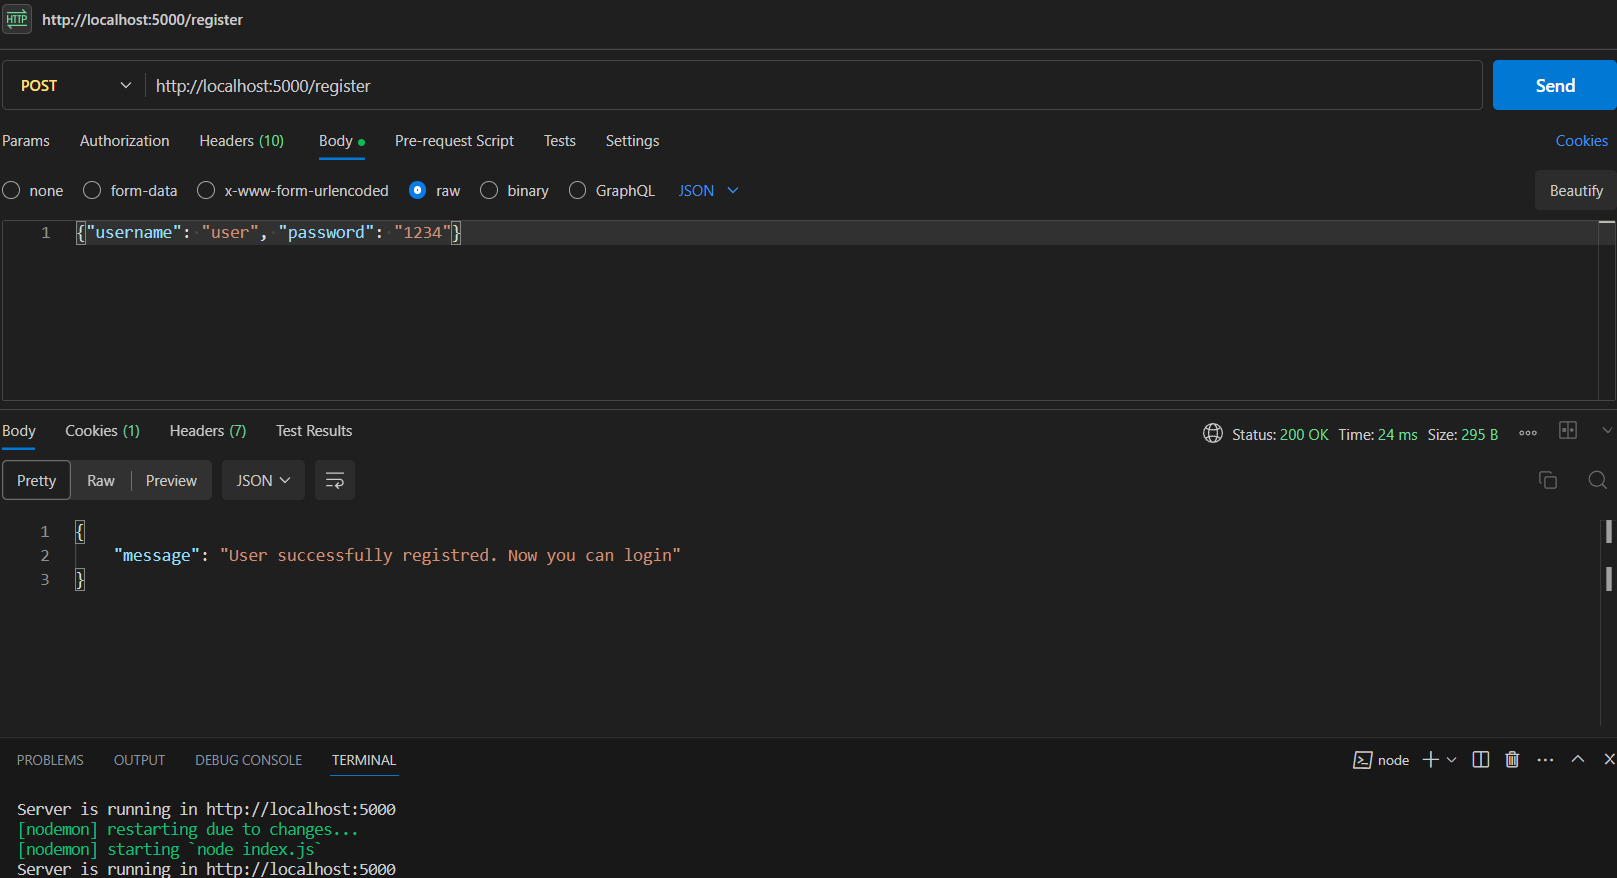 HTTP http://localhost:5000/register
POST http://localhost:5000/register Send
Params Authorization Headers (10) Body Pre-request Script Tests Settings Cookies
none form-data x-www-form-urlencoded raw binary GraphQL JSON Beautify
1 {"username": "user", "password": "1234"}
Body Cookies (1) Headers (7) Test Results Status: 200 OK Time: 24 ms Size: 295 B
Pretty Raw Preview JSON
1 {
2 "message": "User successfully registred. Now you can login"
3 }
PROBLEMS OUTPUT DEBUG CONSOLE TERMINAL node
Server is running in http://localhost:5000
[nodemon] restarting due to changes...
[nodemon] starting `node index.js`
Server is running in http://localhost:5000